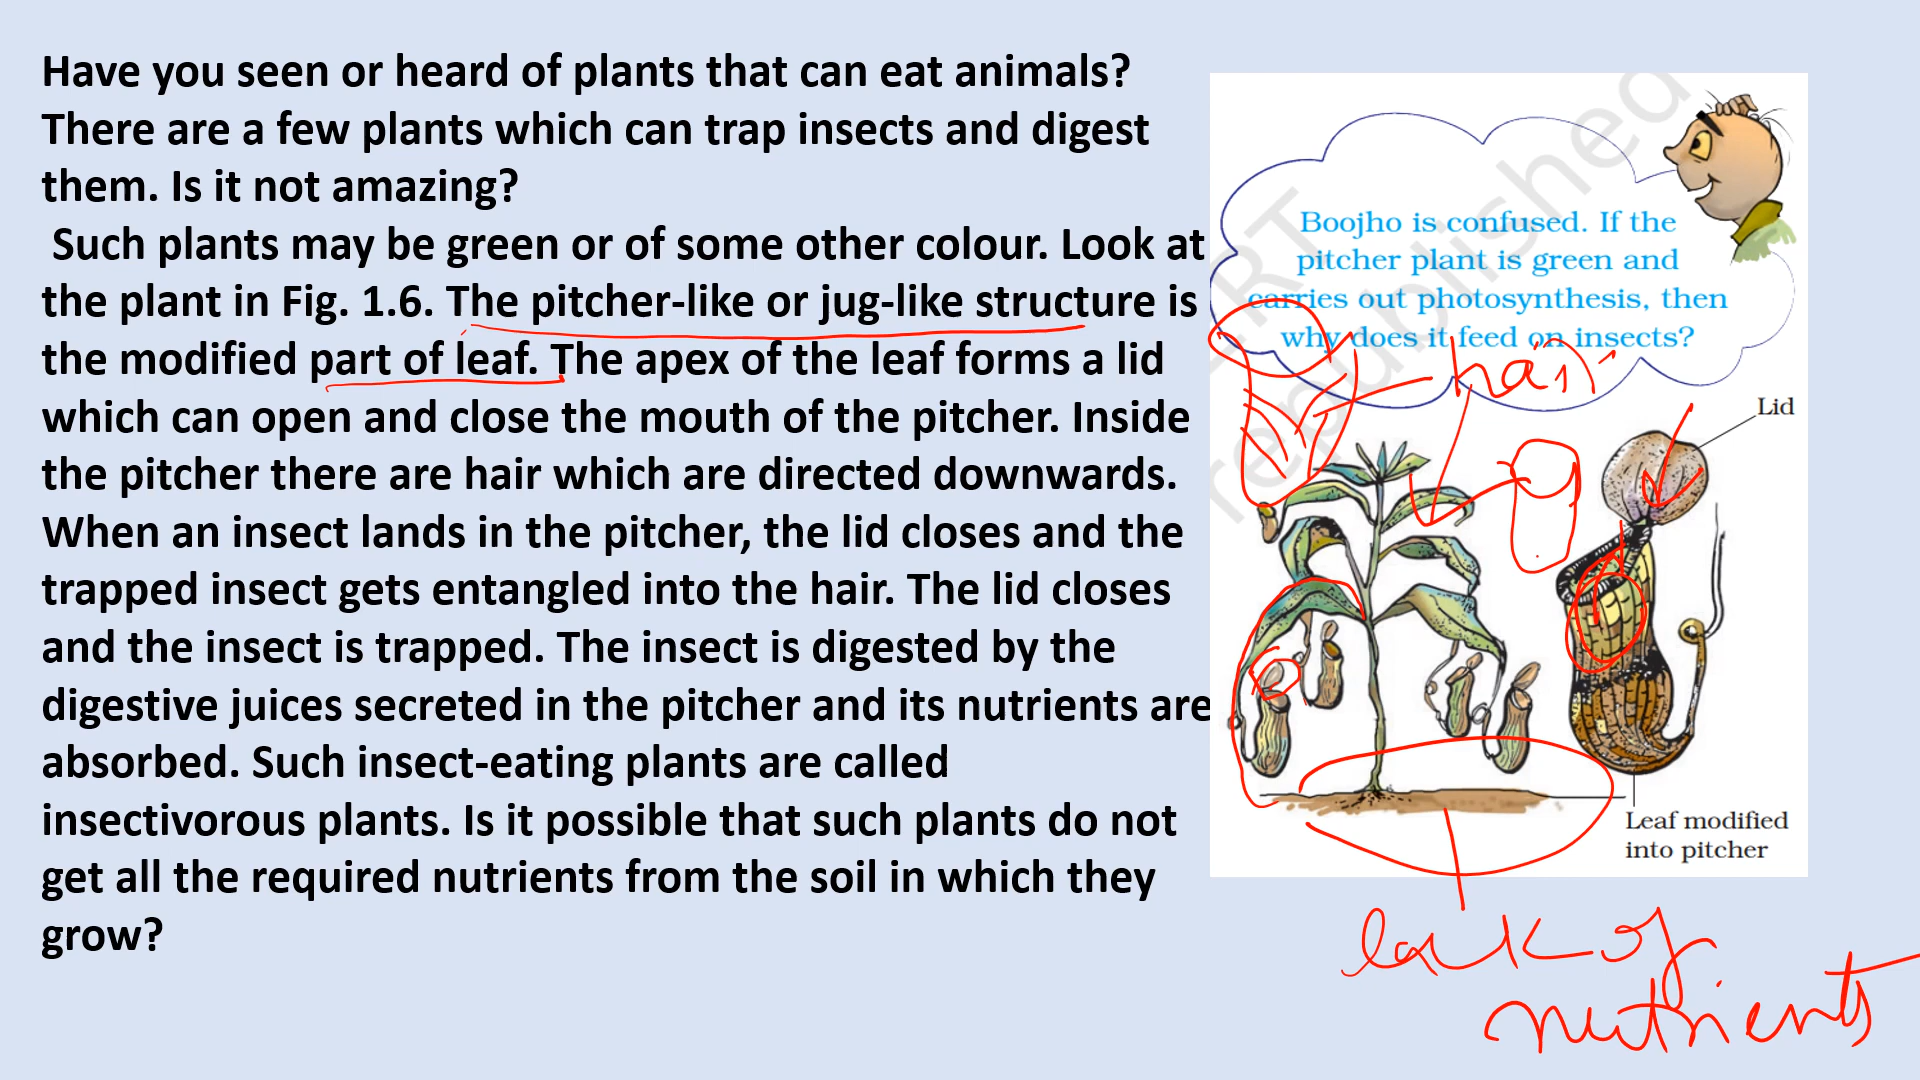 Have you seen or heard of plants that can eat animals?
There are a few plants which can trap insects and digest
them. Is it not amazing?
Such plants may be green or of some other colour. Look at
the plant in Fig. 1.6. The pitcher-like or jug-like structure is
the modified part of leaf. The apex of the leaf forms a lid
which can open and close the mouth of the pitcher. Inside
the pitcher there are hair which are directed downwards.
When an insect lands in the pitcher, the lid closes and the
trapped insect gets entangled into the hair. The lid closes
and the insect is trapped. The insect is digested by the
digestive juices secreted in the pitcher and its nutrients are
absorbed. Such insect-eating plants are called
insectivorous plants. Is it possible that such plants do not
get all the required nutrients from the soil in which they
grow?
Boojho is confused. If the
pitcher plant is green and
carries out photosynthesis, then
why does it feed on insects?
hair
Lid
Leaf modified
into pitcher
lack of
nutrients
republished